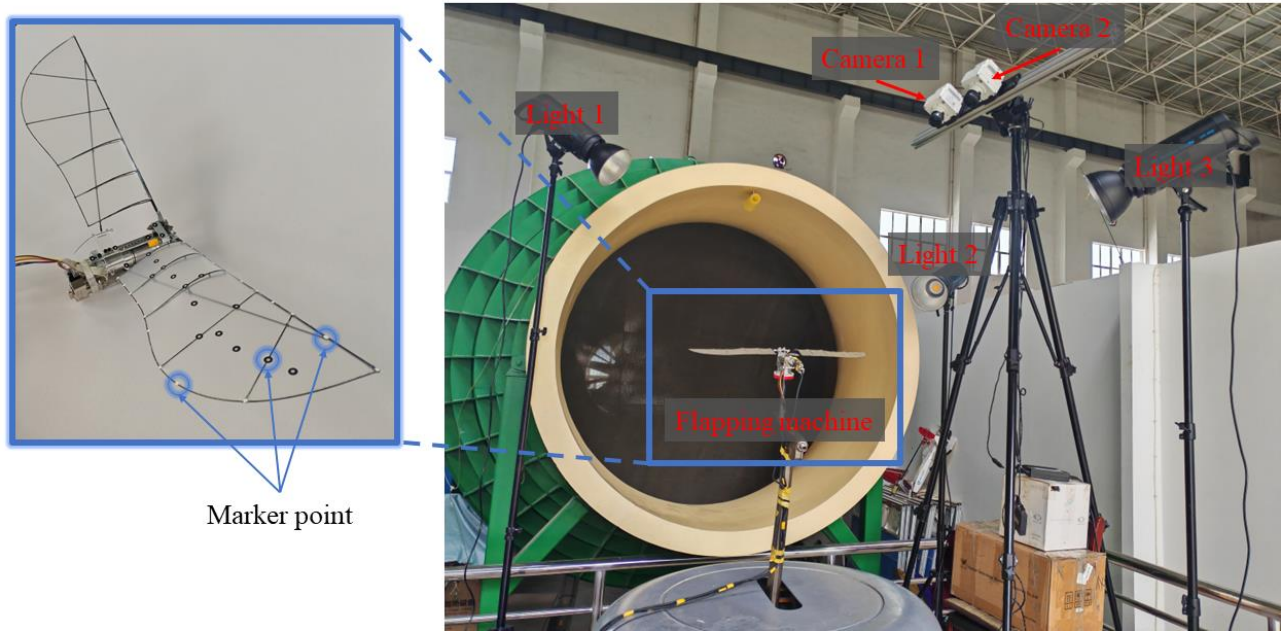 Camera 2
Camera 1
Light 1
Light 3
Light 2
Flapping machine
Marker point